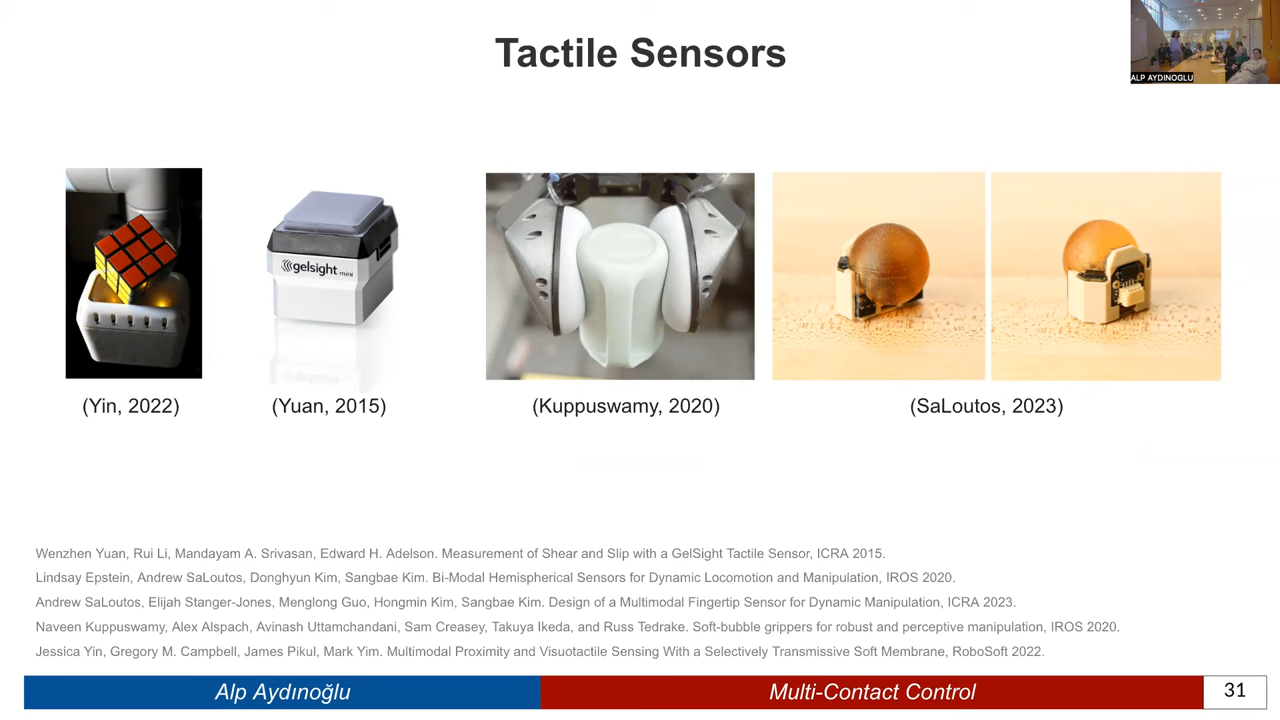 Tactile Sensors
ALP AYDINOGLU
gelsight mini
(Yin, 2022)
(Yuan, 2015)
(Kuppuswamy, 2020)
(SaLoutos, 2023)
Wenzhen Yuan, Rui Li, Mandayam A. Srivasan, Edward H. Adelson. Measurement of Shear and Slip with a GelSight Tactile Sensor, ICRA 2015.
Lindsay Epstein, Andrew SaLoutos, Donghyun Kim, Sangbae Kim. Bi-Modal Hemispherical Sensors for Dynamic Locomotion and Manipulation, IROS 2020.
Andrew SaLoutos, Elijah Stanger-Jones, Menglong Guo, Hongmin Kim, Sangbae Kim. Design of a Multimodal Fingertip Sensor for Dynamic Manipulation, ICRA 2023.
Naveen Kuppuswamy, Alex Alspach, Avinash Uttamchandani, Sam Creasey, Takuya Ikeda, and Russ Tedrake. Soft-bubble grippers for robust and perceptive manipulation, IROS 2020.
Jessica Yin, Gregory M. Campbell, James Pikul, Mark Yim. Multimodal Proximity and Visuotactile Sensing With a Selectively Transmissive Soft Membrane, RoboSoft 2022.
Alp Aydınoğlu
Multi-Contact Control
31